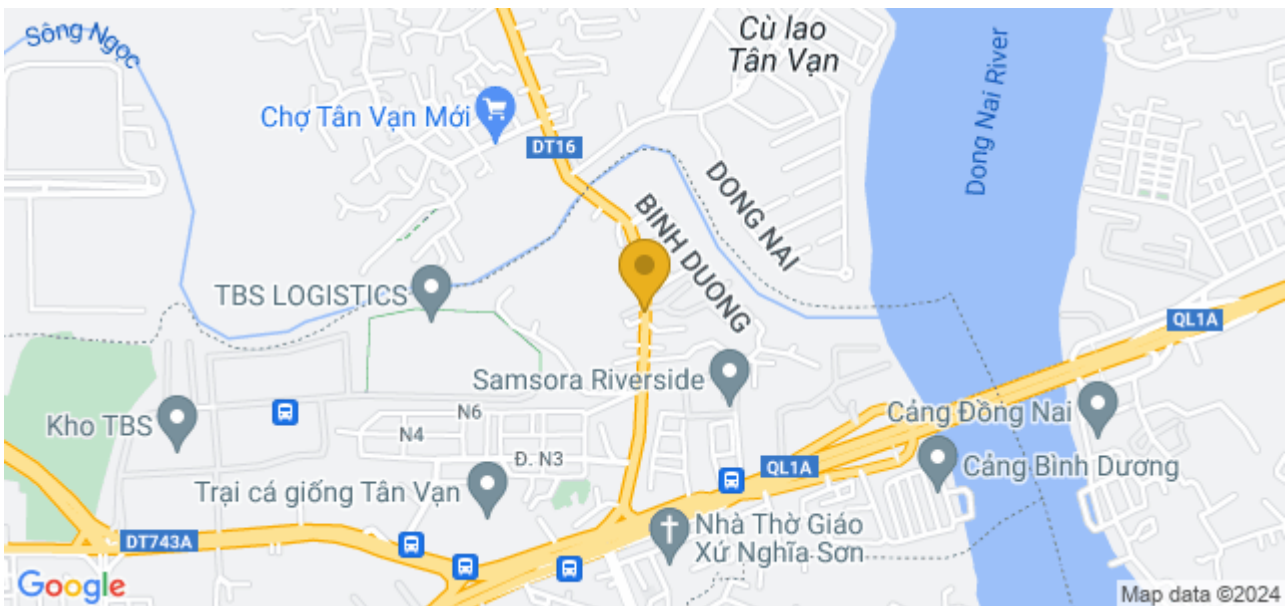 Sông Ngọc
Cù lao
Tân Vạn
Dong Nai River
Chợ Tân Vạn Mới
DT16
DONG NAI
BINH DUONG
TBS LOGISTICS
QL1A
Samsora Riverside
Kho TBS
N6
N4
Cảng Đồng Nai
Đ. N3
QL1A
Cảng Bình Dương
Trại cá giống Tân Vạn
Nhà Thờ Giáo
Xứ Nghĩa Sơn
DT743A
Google
Map data ©2024